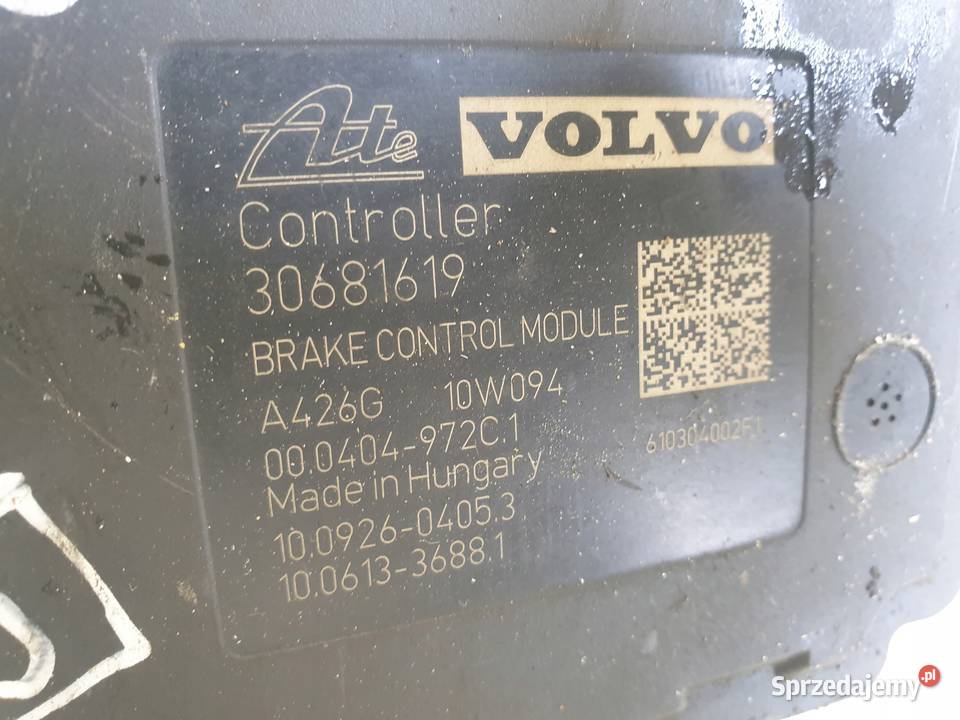 Ate VOLVO
Controller
30681619
BRAKE CONTROL MODULE
A426G 10W094
00.0404-972C.1
610304002F1
Made in Hungary
10.0926-0405.3
10.0613-3688.1
Sprzedajemy.pl